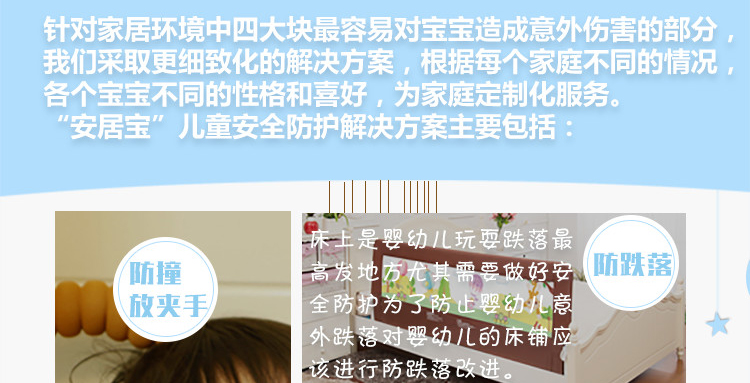 针对家居环境中四大块最容易对宝宝造成意外伤害的部分，
我们采取更细致化的解决方案，根据每个家庭不同的情况，
各个宝宝不同的性格和喜好，为家庭定制化服务。
“安居宝”儿童安全防护解决方案主要包括：
防撞
放夹手
床上是婴幼儿玩耍跌落最
高发地方尤其需要做好安
全防护为了防止婴幼儿意
外跌落对婴幼儿的床铺应
该进行防跌落改进。
防跌落